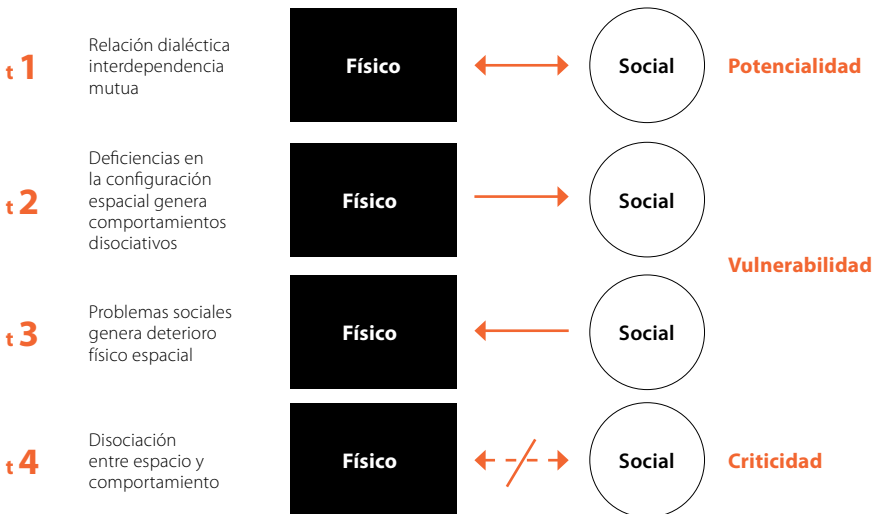 t 1
Relación dialéctica
interdependencia
mutua
Físico
Social
Potencialidad
t 2
Deficiencias en
la configuración
espacial genera
comportamientos
disociativos
Físico
Social
Vulnerabilidad
t 3
Problemas sociales
genera deterioro
físico espacial
Físico
Social
t 4
Disociación
entre espacio y
comportamiento
Físico
Social
Criticidad